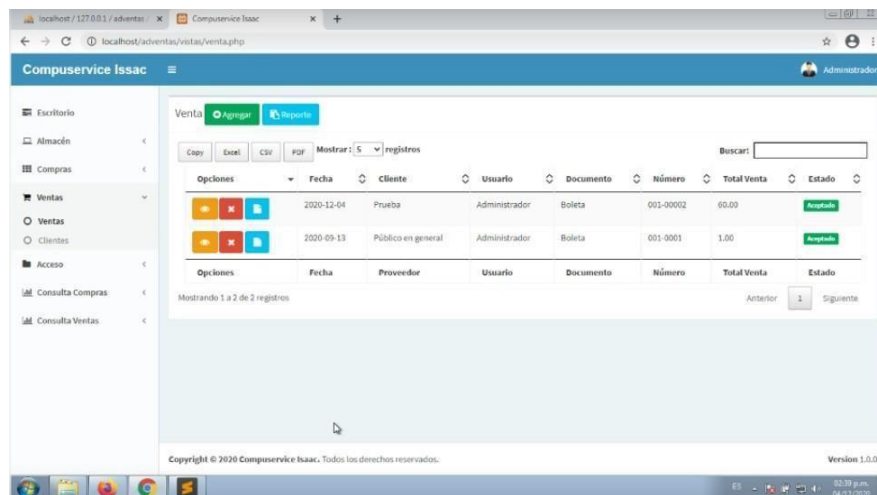 localhost / 127.0.0.1 / adventas /
Compuservice Isaac
localhost/adventas/vistas/venta.php
Compuservice Issac
Administrador
Escritorio
Almacén
Compras
Ventas
Ventas
Clientes
Acceso
Consulta Compras
Consulta Ventas
Venta Agregar Reporte
Copy Excel CSV PDF Mostrar : 5 registros Buscar:
Opciones Fecha Cliente Usuario Documento Número Total Venta Estado
2020-12-04 Prueba Administrador Boleta 001-00002 60.00 Aceptado
2020-09-13 Público en general Administrador Boleta 001-0001 1.00 Aceptado
Opciones Fecha Proveedor Usuario Documento Número Total Venta Estado
Mostrando 1 a 2 de 2 registros Anterior 1 Siguiente
Copyright © 2020 Compuservice Isaac. Todos los derechos reservados. Version 1.0.0
ES 02:39 p.m.
04/12/2020